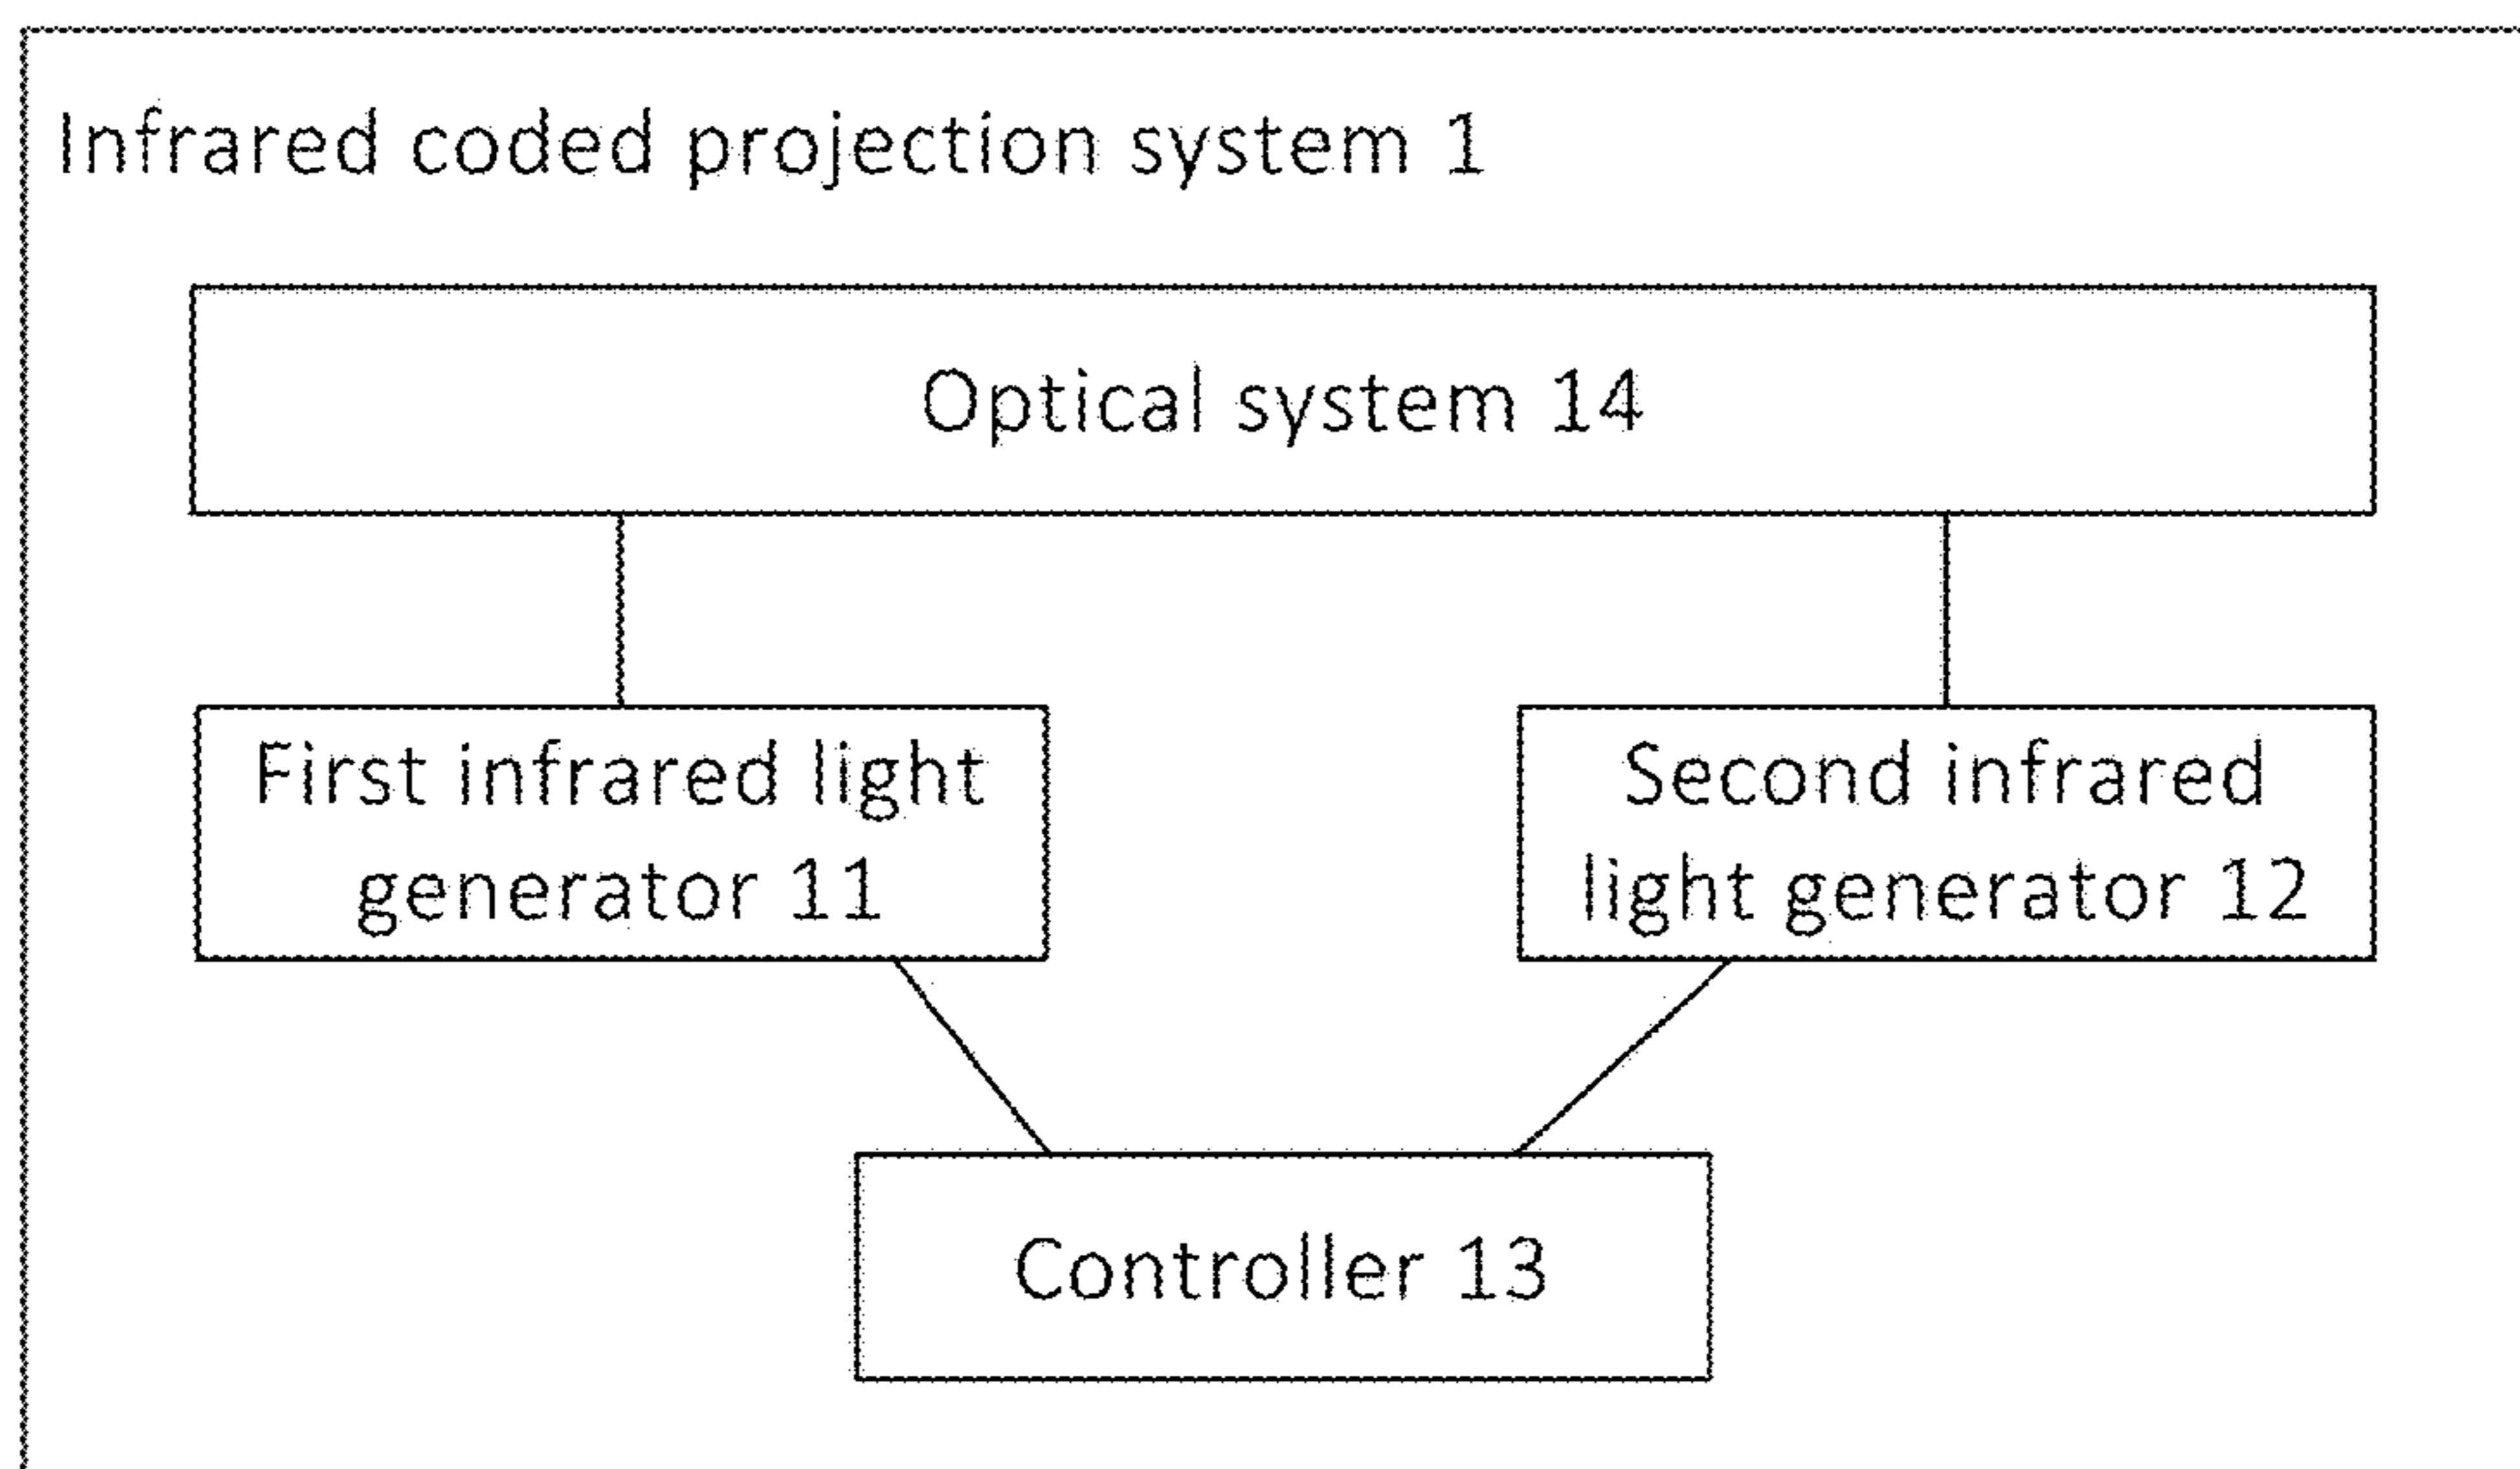 Infrared coded projection system 1
Optical system 14
First infrared light
generator 11
Second infrared
light generator 12
Controller 13